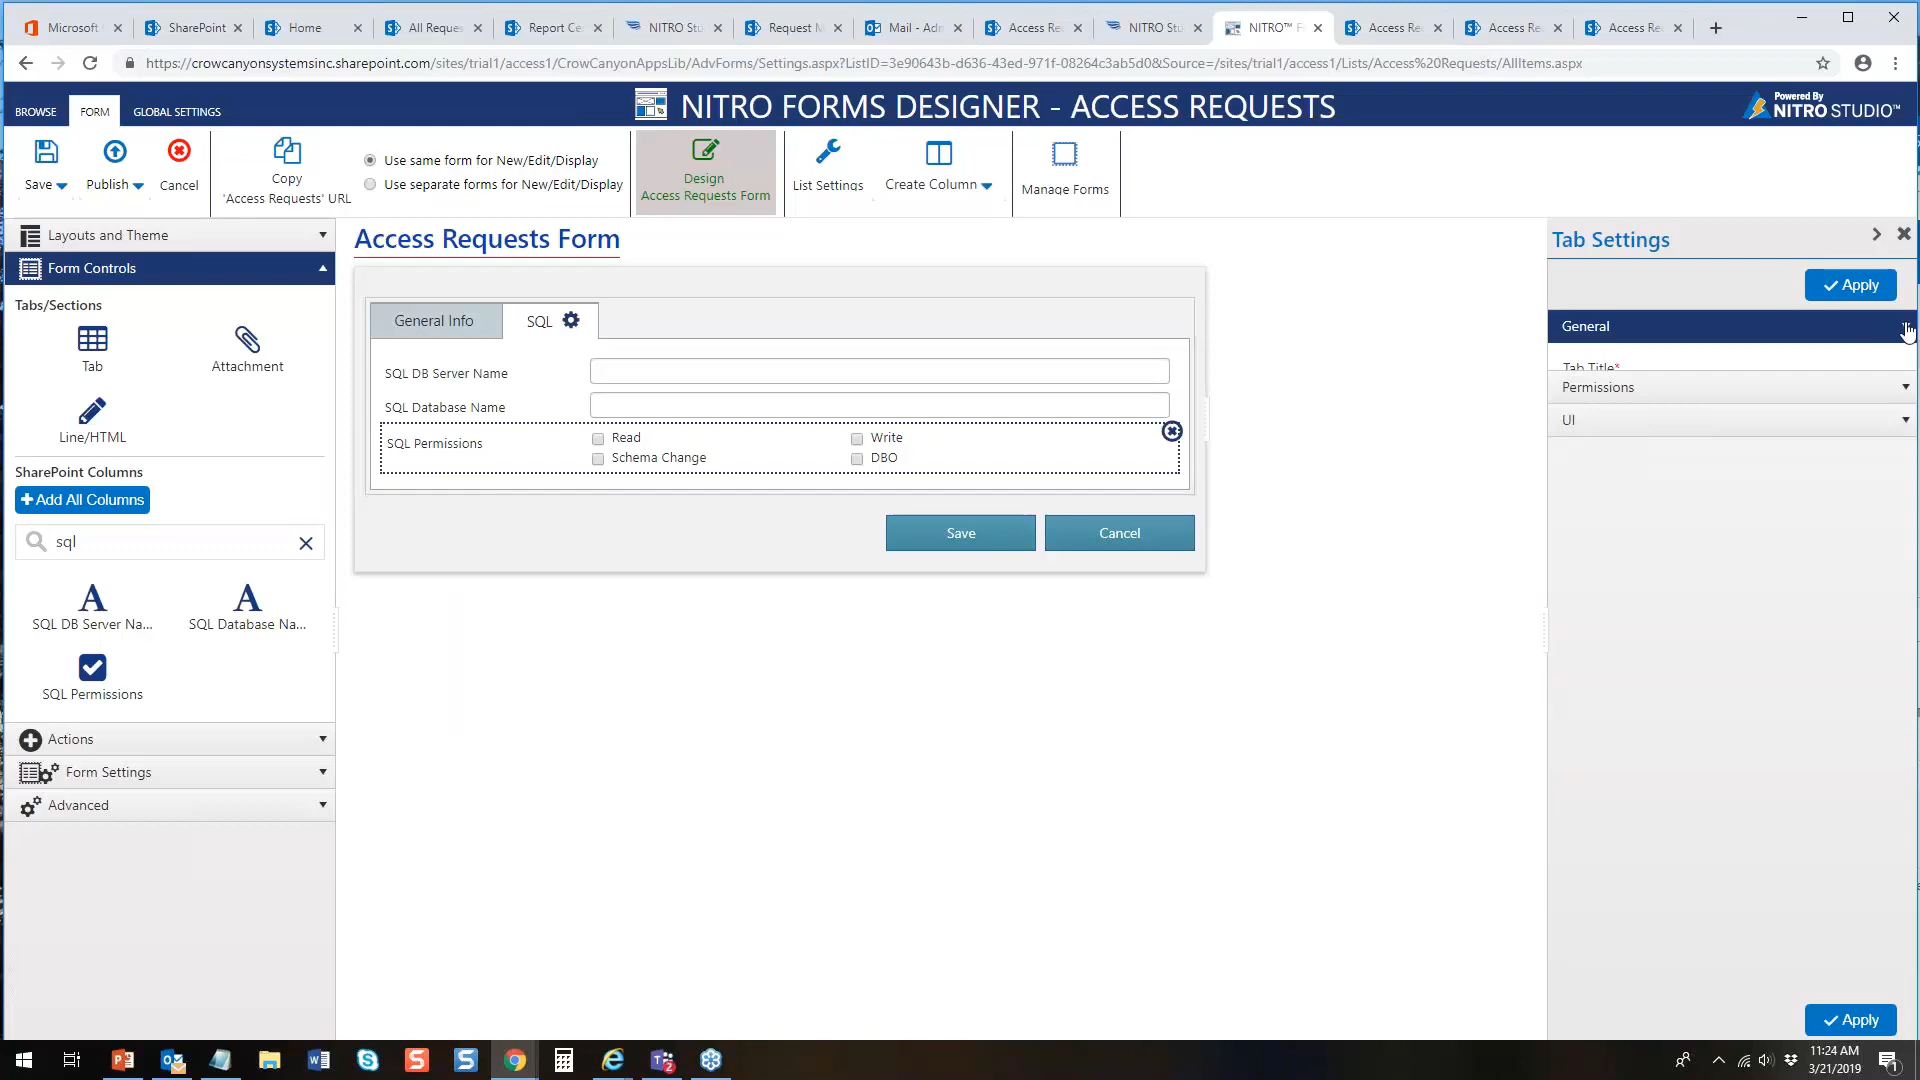 Microsoft
SharePoint
Home
All Reque
Report Ce
NITRO Stu
Request M
Mail - Adm
Access Re
NITRO Stu
NITRO™ F
Access Re
Access Re
Access Re
https://crowcanyonsystemsinc.sharepoint.com/sites/trial1/access1/CrowCanyonAppsLib/AdvForms/Settings.aspx?ListID=3e90643b-d636-43ed-971f-08264c3ab5d0&Source=/sites/trial1/access1/Lists/Access%20Requests/AllItems.aspx
BROWSE FORM GLOBAL SETTINGS
NITRO FORMS DESIGNER - ACCESS REQUESTS
Powered By
NITRO STUDIO™
Save
Publish
Cancel
Copy
'Access Requests' URL
Use same form for New/Edit/Display
Use separate forms for New/Edit/Display
Design
Access Requests Form
List Settings
Create Column
Manage Forms
Layouts and Theme
Form Controls
Tabs/Sections
Tab
Attachment
Line/HTML
SharePoint Columns
Add All Columns
sql
SQL DB Server Na...
SQL Database Na...
SQL Permissions
Actions
Form Settings
Advanced
Access Requests Form
General Info
SQL
SQL DB Server Name
SQL Database Name
SQL Permissions
Read
Write
Schema Change
DBO
Save
Cancel
Tab Settings
Apply
General
Tab Title*
Permissions
UI
Apply
11:24 AM
3/21/2019